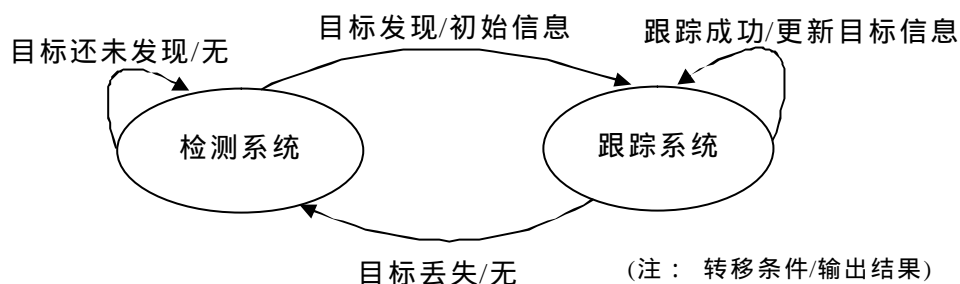 目标发现/初始信息
跟踪成功/更新目标信息
目标还未发现/无
检测系统
跟踪系统
目标丢失/无
(注： 转移条件/输出结果)